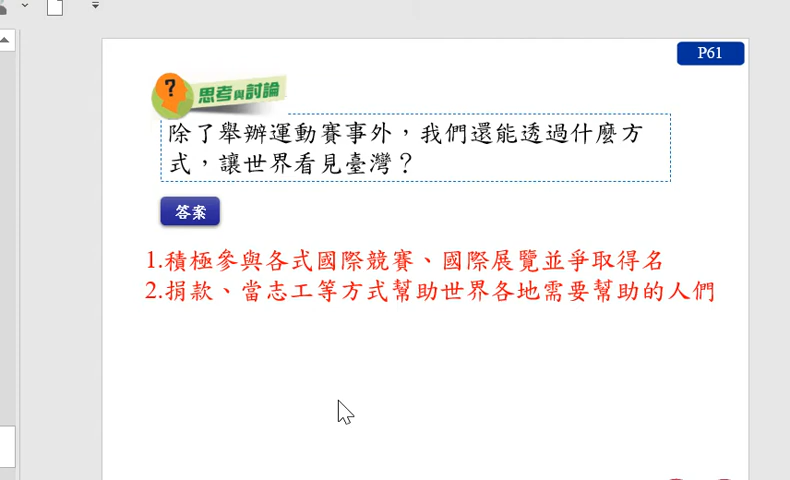 P61
?
思考與討論
除了舉辦運動賽事外，我們還能透過什麼方
式，讓世界看見臺灣？
答案
1.積極參與各式國際競賽、國際展覽並爭取得名
2.捐款、當志工等方式幫助世界各地需要幫助的人們